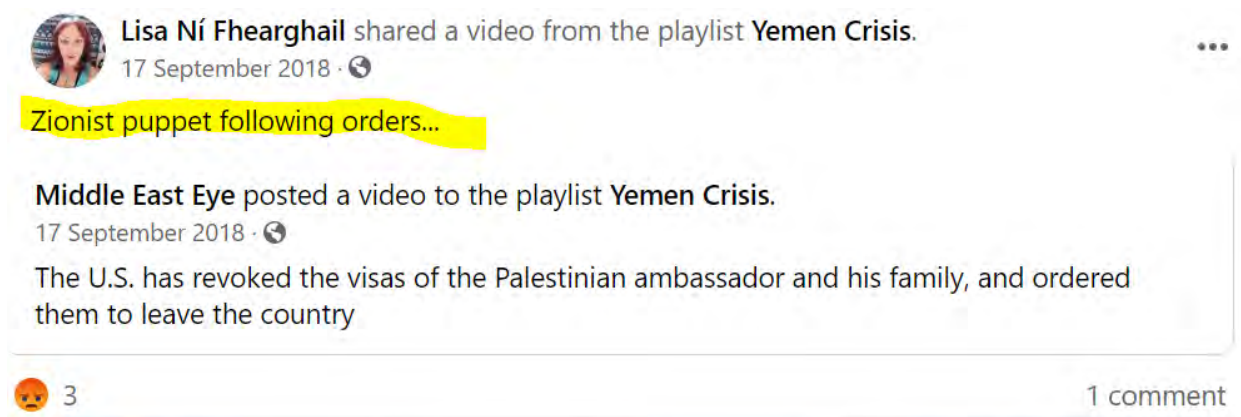 Lisa Ní Fhearghail shared a video from the playlist Yemen Crisis.
17 September 2018 ·
Zionist puppet following orders...
Middle East Eye posted a video to the playlist Yemen Crisis.
17 September 2018 ·
The U.S. has revoked the visas of the Palestinian ambassador and his family, and ordered
them to leave the country
3
1 comment